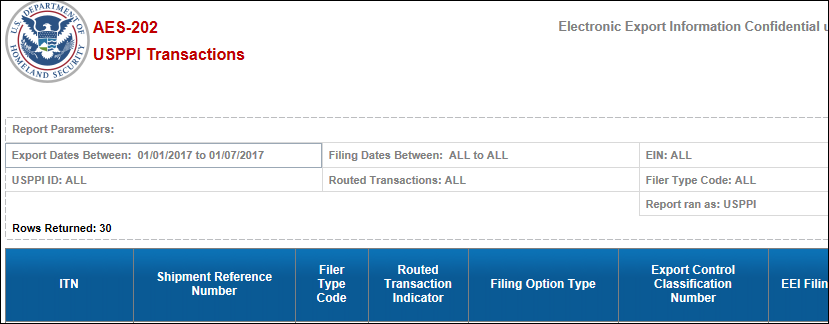 U.S. DEPARTMENT OF
HOMELAND SECURITY
AES-202
USPPI Transactions
Electronic Export Information Confidential
Report Parameters:
Export Dates Between: 01/01/2017 to 01/07/2017
Filing Dates Between: ALL to ALL
EIN: ALL
USPPI ID: ALL
Routed Transactions: ALL
Filer Type Code: ALL
Report ran as: USPPI
Rows Returned: 30
ITN
Shipment Reference
Number
Filer
Type
Code
Routed
Transaction
Indicator
Filing Option Type
Export Control
Classification
Number
EEI